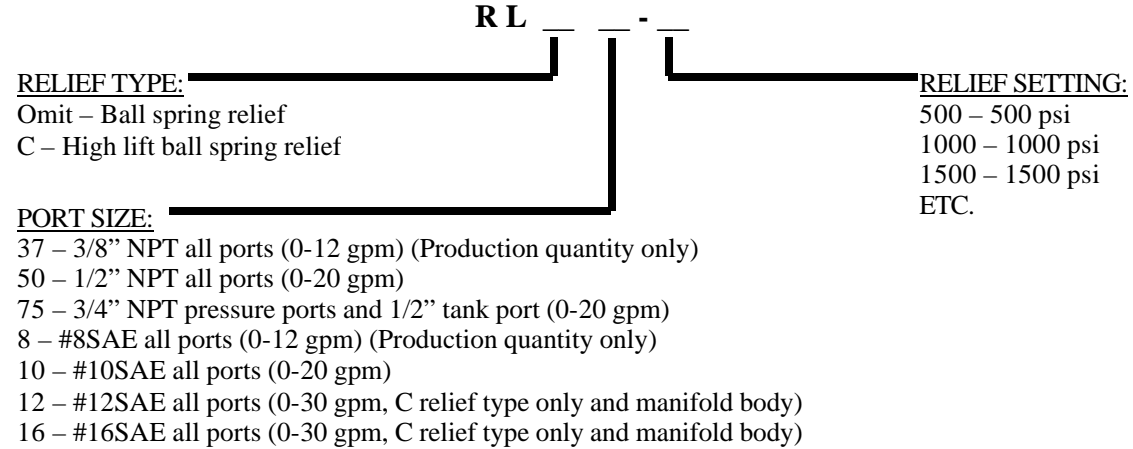 R L __ __ - __
RELIEF TYPE:
Omit – Ball spring relief
C – High lift ball spring relief
RELIEF SETTING:
500 – 500 psi
1000 – 1000 psi
1500 – 1500 psi
ETC.
PORT SIZE:
37 – 3/8” NPT all ports (0-12 gpm) (Production quantity only)
50 – 1/2” NPT all ports (0-20 gpm)
75 – 3/4” NPT pressure ports and 1/2” tank port (0-20 gpm)
8 – #8SAE all ports (0-12 gpm) (Production quantity only)
10 – #10SAE all ports (0-20 gpm)
12 – #12SAE all ports (0-30 gpm, C relief type only and manifold body)
16 – #16SAE all ports (0-30 gpm, C relief type only and manifold body)